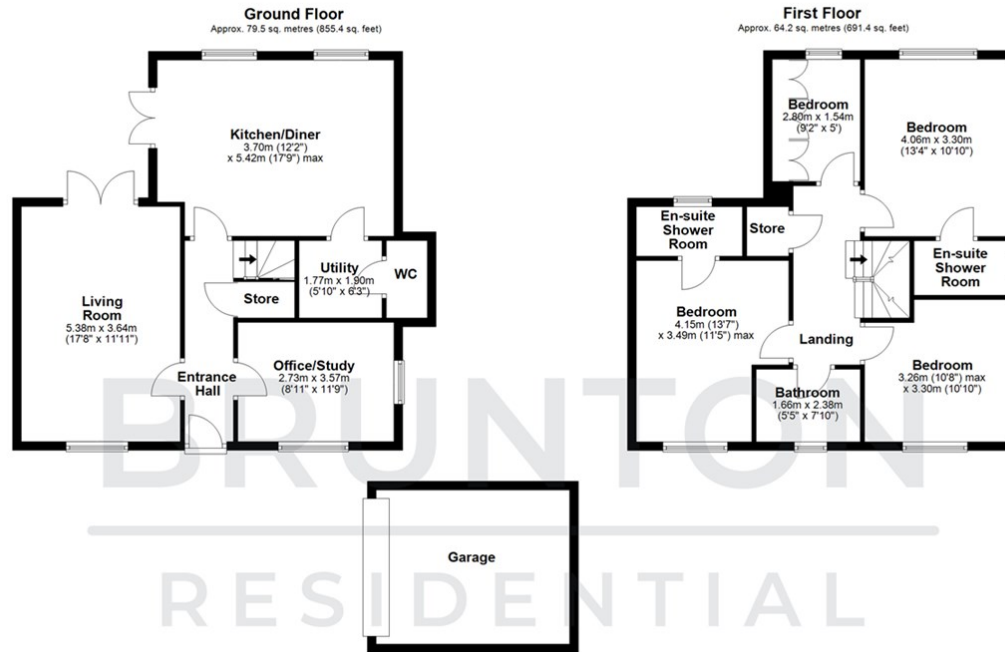 Ground Floor
Approx. 79.5 sq. metres (855.4 sq. feet)
Kitchen/Diner
3.70m (12'2")
x 5.42m (17'9") max
Living
Room
5.38m x 3.64m
(17'8" x 11'11")
Utility
1.77m x 1.90m
(5'10" x 6'3")
WC
Store
Office/Study
2.73m x 3.57m
(8'11" x 11'9")
Entrance
Hall
First Floor
Approx. 64.2 sq. metres (691.4 sq. feet)
Bedroom
2.80m x 1.54m
(9'2" x 5')
Bedroom
4.06m x 3.30m
(13'4" x 10'10")
En-suite
Shower
Room
Store
En-suite
Shower
Room
Bedroom
4.15m (13'7")
x 3.49m (11'5") max
Landing
Bedroom
3.26m (10'8") max
x 3.30m (10'10")
Bathroom
1.66m x 2.38m
(5'5" x 7'10")
Garage
BRUNTON
RESIDENTIAL